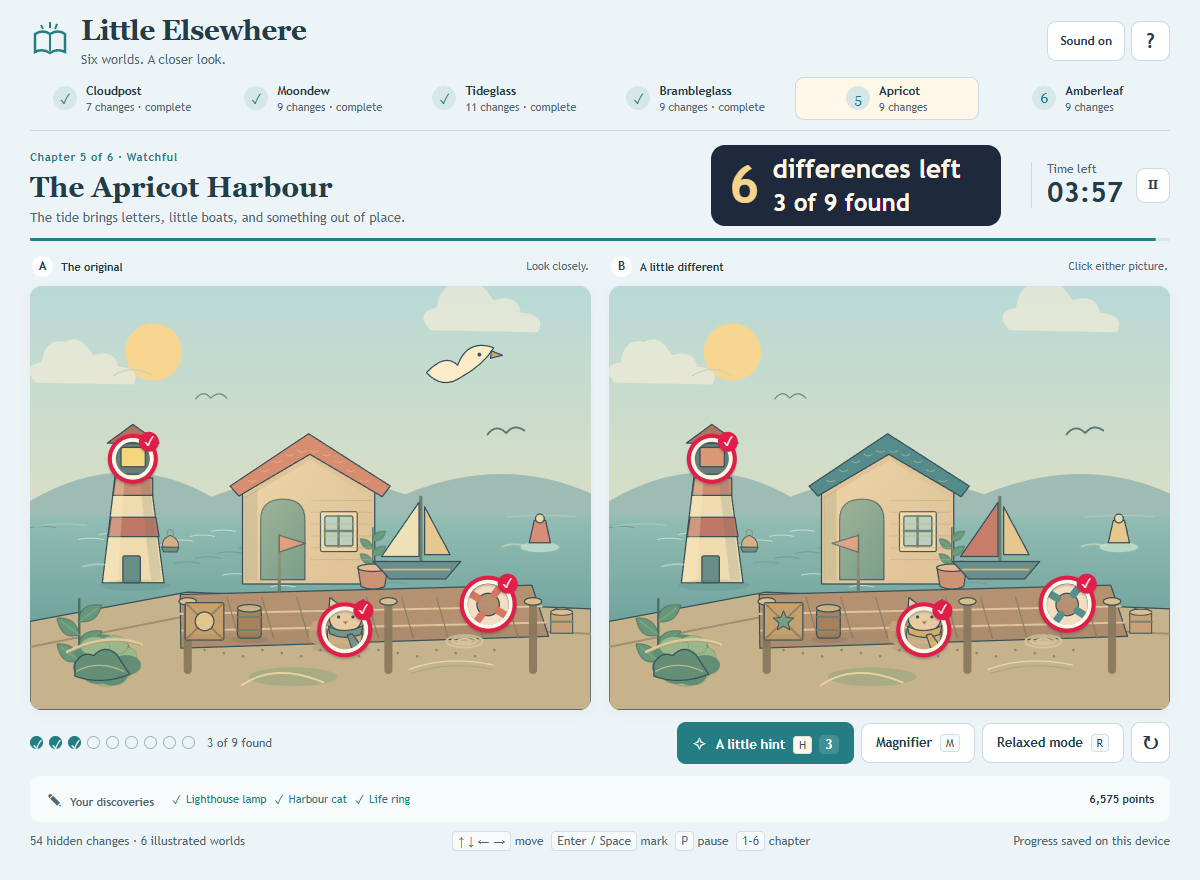 Little Elsewhere
Six worlds. A closer look.
Sound on
?
Cloudpost
7 changes · complete
Moondew
9 changes · complete
Tideglass
11 changes · complete
Brambleglass
9 changes · complete
5
Apricot
9 changes
6
Amberleaf
9 changes
Chapter 5 of 6 · Watchful
The Apricot Harbour
The tide brings letters, little boats, and something out of place.
6
differences left
3 of 9 found
Time left
03:57
A The original
Look closely.
B A little different
Click either picture.
3 of 9 found
A little hint H 3
Magnifier M
Relaxed mode R
Your discoveries
✓ Lighthouse lamp ✓ Harbour cat ✓ Life ring
6,575 points
54 hidden changes · 6 illustrated worlds
↑ ↓ ← → move Enter / Space mark P pause 1-6 chapter
Progress saved on this device